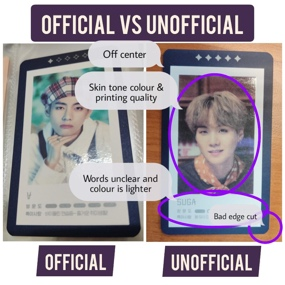 OFFICIAL VS UNOFFICIAL
Off center
Skin tone colour &
printing quality
Words unclear and
colour is lighter
V
SUGA
Bad edge cut
OFFICIAL
UNOFFICIAL